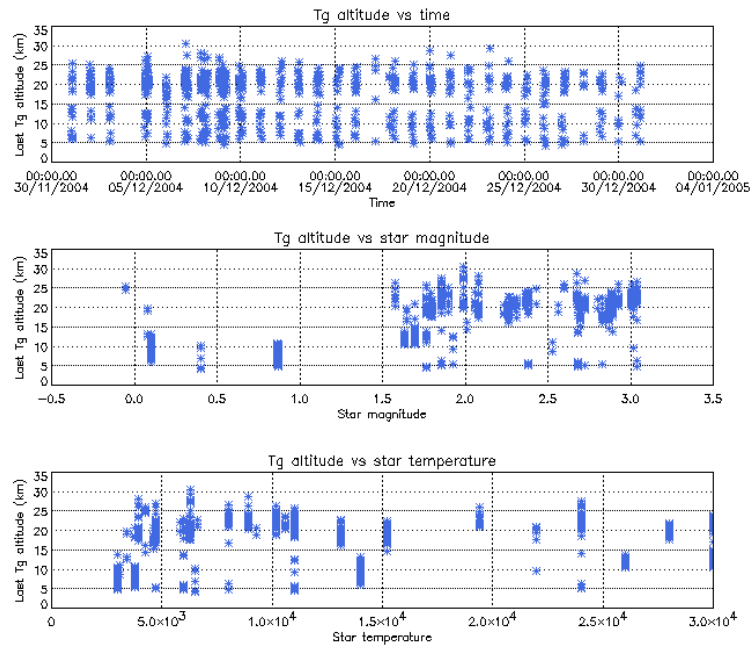 Tg altitude vs time
Last Tg altitude (km)
35
30
25
20
15
10
5
0
00:00.00 00:00.00 00:00.00 00:00.00 00:00.00 00:00.00 00:00.00 00:00.00
30/11/2004 05/12/2004 10/12/2004 15/12/2004 20/12/2004 25/12/2004 30/12/2004 04/01/2005
Time
Tg altitude vs star magnitude
Last Tg altitude (km)
35
30
25
20
15
10
5
0
-0.5 0.0 0.5 1.0 1.5 2.0 2.5 3.0 3.5
Star magnitude
Tg altitude vs star temperature
Last Tg altitude (km)
35
30
25
20
15
10
5
0
0 5.0×10³ 1.0×10⁴ 1.5×10⁴ 2.0×10⁴ 2.5×10⁴ 3.0×10⁴
Star temperature